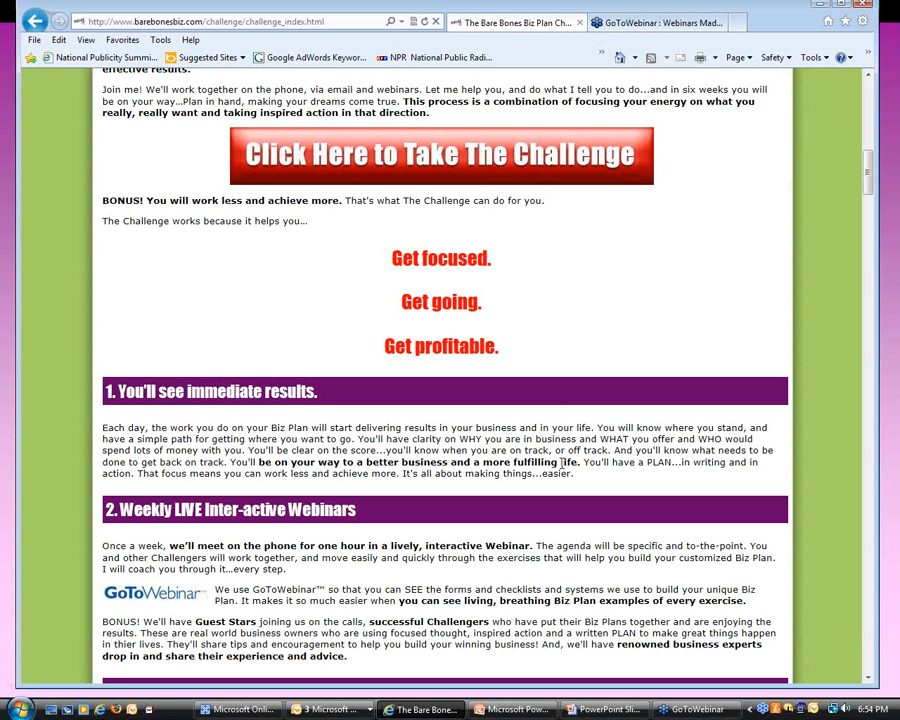 http://www.barebonesbiz.com/challenge/challenge_index.html
The Bare Bones Biz Plan Ch...
GoToWebinar : Webinars Mad...
File Edit View Favorites Tools Help
National Publicity Summi...
Suggested Sites
Google AdWords Keywor...
NPR National Public Radi...
Page
Safety
Tools
effective results.
Join me! We'll work together on the phone, via email and webinars. Let me help you, and do what I tell you to do...and in six weeks you will
be on your way...Plan in hand, making your dreams come true. This process is a combination of focusing your energy on what you
really, really want and taking inspired action in that direction.
Click Here to Take The Challenge
BONUS! You will work less and achieve more. That's what The Challenge can do for you.
The Challenge works because it helps you...
Get focused.
Get going.
Get profitable.
1. You'll see immediate results.
Each day, the work you do on your Biz Plan will start delivering results in your business and in your life. You will know where you stand, and
have a simple path for getting where you want to go. You'll have clarity on WHY you are in business and WHAT you offer and WHO would
spend lots of money with you. You'll be clear on the score...you'll know when you are on track, or off track. And you'll know what needs to be
done to get back on track. You'll be on your way to a better business and a more fulfilling life. You'll have a PLAN...in writing and in
action. That focus means you can work less and achieve more. It's all about making things...easier.
2. Weekly LIVE Inter-active Webinars
Once a week, we'll meet on the phone for one hour in a lively, interactive Webinar. The agenda will be specific and to-the-point. You
and other Challengers will work together, and move easily and quickly through the exercises that will help you build your customized Biz Plan.
I will coach you through it...every step.
GoToWebinar
We use GoToWebinar™ so that you can SEE the forms and checklists and systems we use to build your unique Biz
Plan. It makes it so much easier when you can see living, breathing Biz Plan examples of every exercise.
BONUS! We'll have Guest Stars joining us on the calls, successful Challengers who have put their Biz Plans together and are enjoying the
results. These are real world business owners who are using focused thought, inspired action and a written PLAN to make great things happen
in thier lives. They'll share tips and encouragement to help you build your winning business! And, we'll have renowned business experts
drop in and share their experience and advice.
Microsoft Onli...
3 Microsoft ...
The Bare Bone...
Microsoft Pow...
PowerPoint Sli...
GoToWebinar
6:54 PM